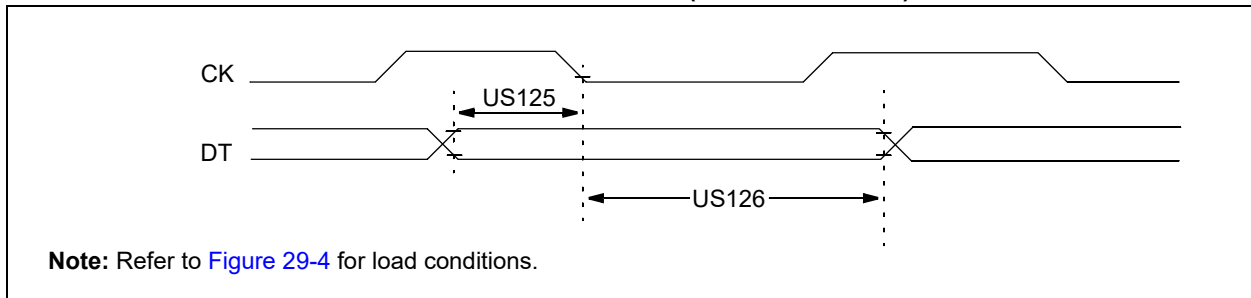 CK
US125
DT
US126
Note: Refer to Figure 29-4 for load conditions.